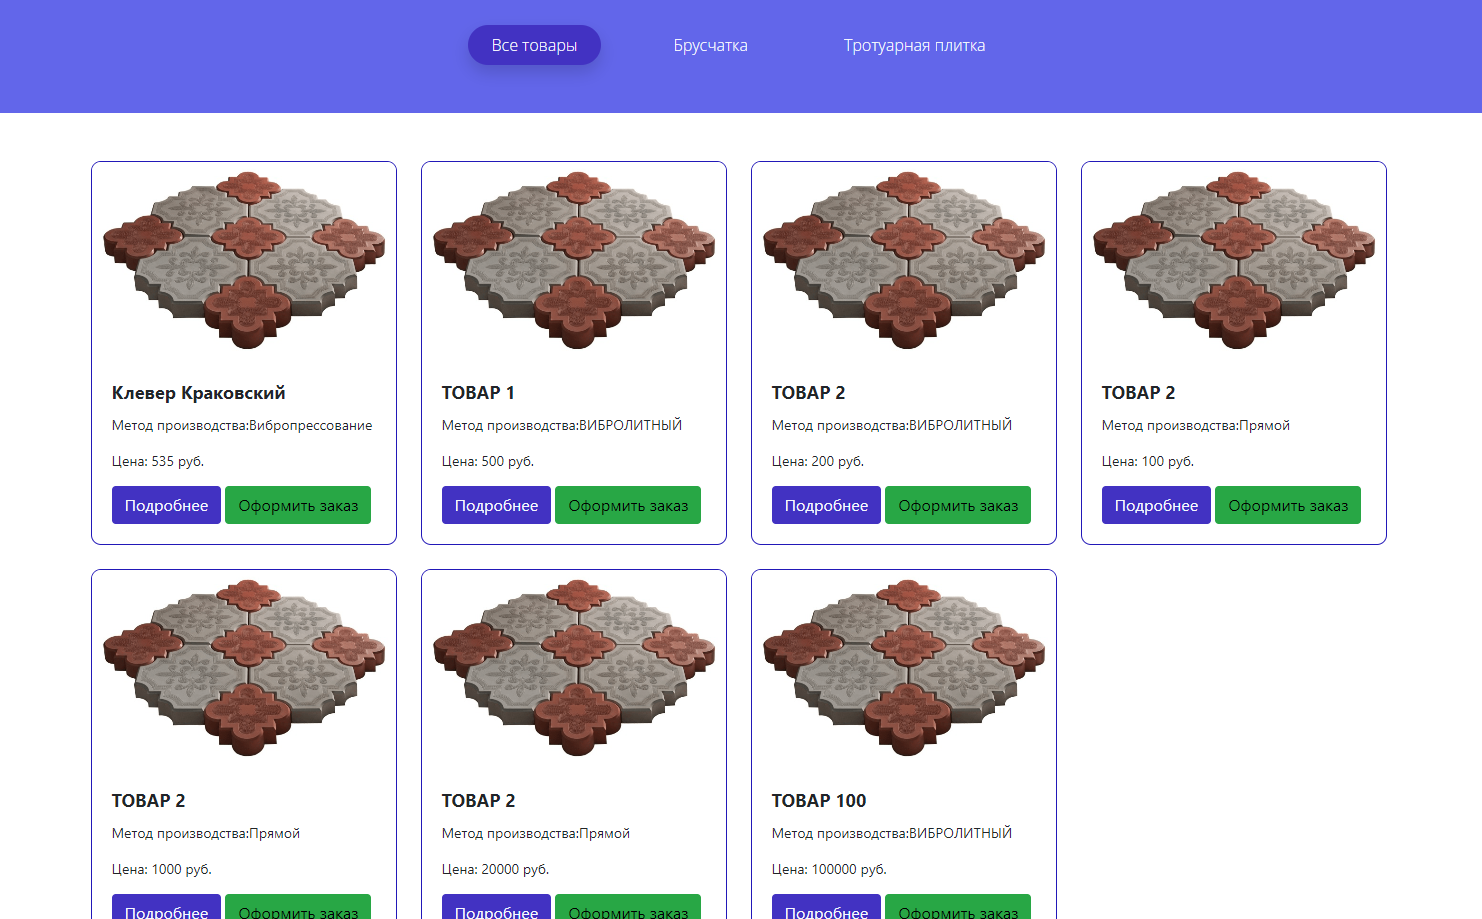 Все товары Брусчатка Тротуарная плитка
Клевер Краковский
Метод производства:Вибропрессование
Цена: 535 руб.
Подробнее Оформить заказ
ТОВАР 1
Метод производства:ВИБРОЛИТНЫЙ
Цена: 500 руб.
Подробнее Оформить заказ
ТОВАР 2
Метод производства:ВИБРОЛИТНЫЙ
Цена: 200 руб.
Подробнее Оформить заказ
ТОВАР 2
Метод производства:Прямой
Цена: 100 руб.
Подробнее Оформить заказ
ТОВАР 2
Метод производства:Прямой
Цена: 1000 руб.
Подробнее Оформить заказ
ТОВАР 2
Метод производства:Прямой
Цена: 20000 руб.
Подробнее Оформить заказ
ТОВАР 100
Метод производства:ВИБРОЛИТНЫЙ
Цена: 100000 руб.
Подробнее Оформить заказ